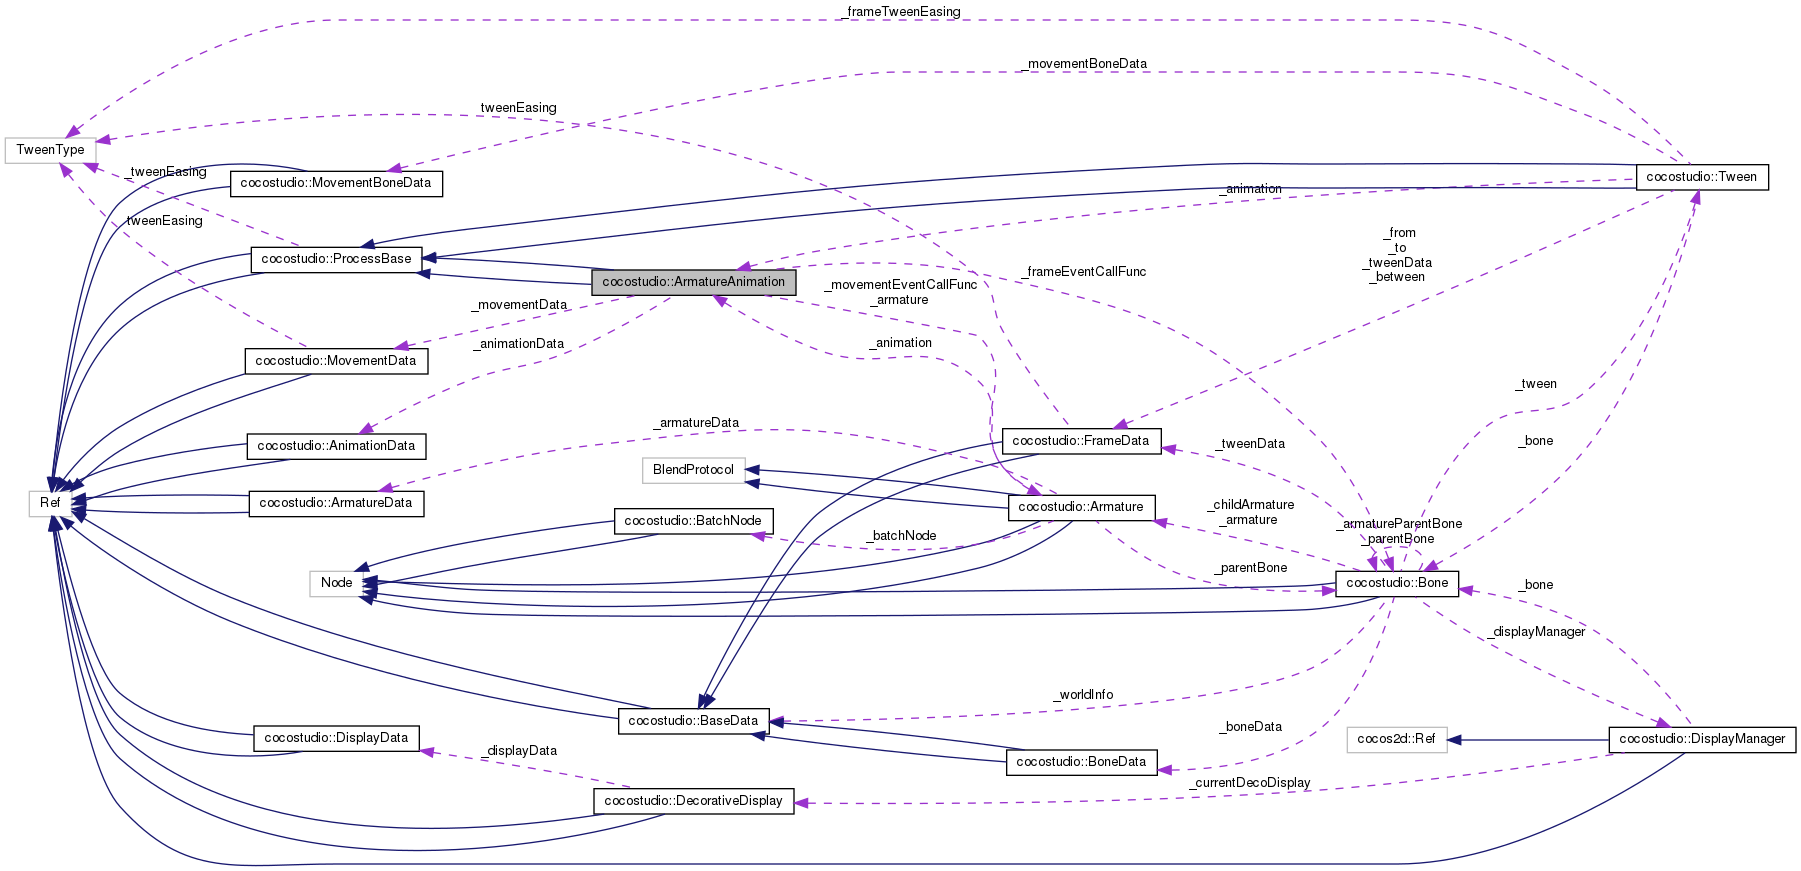 _frameTweenEasing
_movementBoneData
tweenEasing
TweenType
_tweenEasing
cocostudio::MovementBoneData
cocostudio::Tween
_animation
tweenEasing
_from
_to
_tweenData
_between
cocostudio::ProcessBase
cocostudio::ArmatureAnimation
_frameEventCallFunc
_movementEventCallFunc
_armature
_movementData
_animationData
_animation
cocostudio::MovementData
_tween
_armatureData
cocostudio::AnimationData
cocostudio::FrameData
_tweenData
_bone
BlendProtocol
Ref
cocostudio::ArmatureData
cocostudio::Armature
_childArmature
_armature
cocostudio::BatchNode
_batchNode
_armatureParentBone
_parentBone
Node
_parentBone
cocostudio::Bone
_bone
_displayManager
_worldInfo
cocostudio::BaseData
_boneData
cocostudio::DisplayData
cocos2d::Ref
cocostudio::DisplayManager
_displayData
cocostudio::BoneData
_currentDecoDisplay
cocostudio::DecorativeDisplay